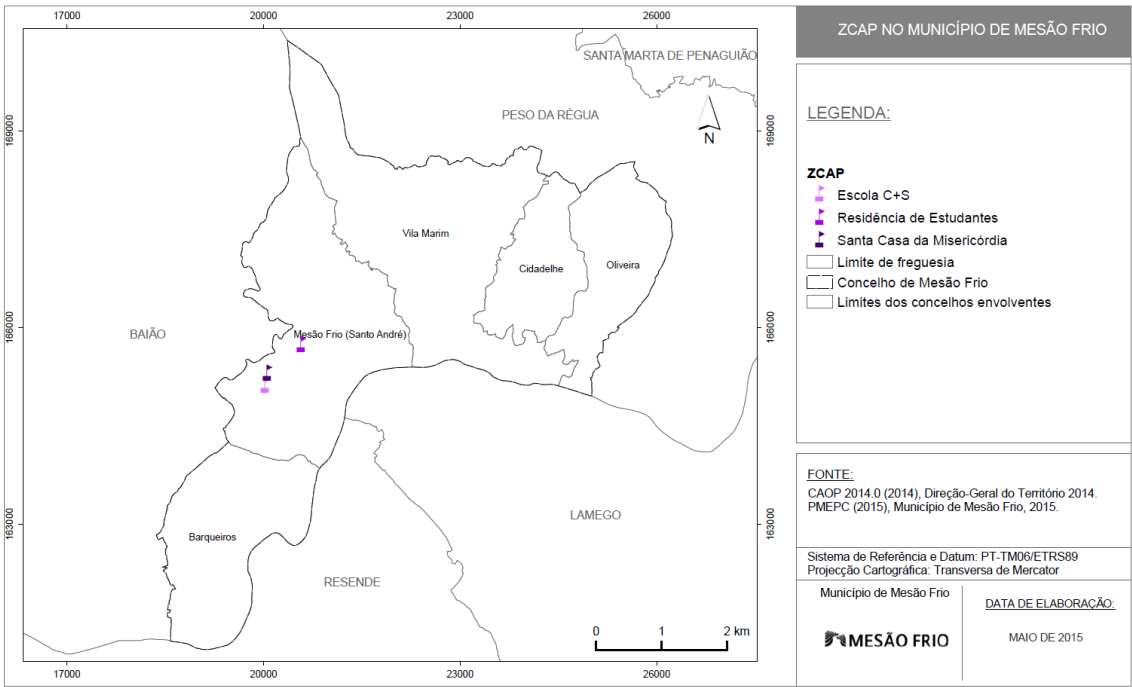 17000 20000 23000 26000
ZCAP NO MUNICÍPIO DE MESÃO FRIO
SANTA MARTA DE PENAGUIÃO
PESO DA RÉGUA
169000 169000
N
Vila Marim
Cidadelhe
Oliveira
BAIÃO
166000 166000
Mesão Frio (Santo André)
163000 163000
LAMEGO
Barqueiros
RESENDE
0 1 2 km
17000 20000 23000 26000
LEGENDA:
ZCAP
Escola C+S
Residência de Estudantes
Santa Casa da Misericórdia
Limite de freguesia
Concelho de Mesão Frio
Limites dos concelhos envolventes
FONTE:
CAOP 2014.0 (2014), Direção-Geral do Território 2014.
PMEPC (2015), Município de Mesão Frio, 2015.
Sistema de Referência e Datum: PT-TM06/ETRS89
Projecção Cartográfica: Transversa de Mercator
Município de Mesão Frio
MESÃO FRIO
DATA DE ELABORAÇÃO:
MAIO DE 2015